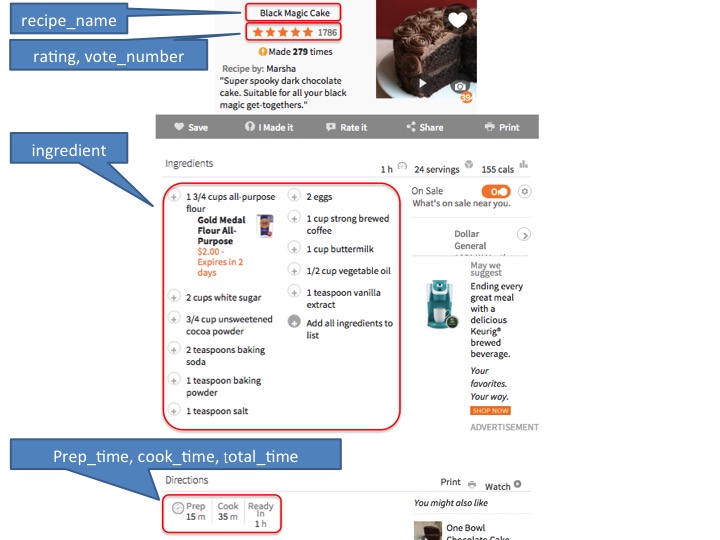 recipe_name
Black Magic Cake
1786
rating, vote_number
Made 279 times
Recipe by: Marsha
"Super spooky dark chocolate
cake. Suitable for all your black
magic get-togethers."
Save
I Made it
Rate it
Share
Print
ingredient
Ingredients
1 h
24 servings
155 cals
1 3/4 cups all-purpose
flour
Gold Medal
Flour All-
Purpose
$2.00 -
Expires in 2
days
2 cups white sugar
3/4 cup unsweetened
cocoa powder
2 teaspoons baking
soda
1 teaspoon baking
powder
1 teaspoon salt
2 eggs
1 cup strong brewed
coffee
1 cup buttermilk
1/2 cup vegetable oil
1 teaspoon vanilla
extract
Add all ingredients to
list
On Sale
What's on sale near you.
Dollar
General
May we
suggest
Ending every
great meal
with a
delicious
Keurig®
brewed
beverage.
Your
favorites.
Your way.
SHOP NOW
ADVERTISEMENT
Prep_time, cook_time, total_time
Directions
Print
Watch
Prep
15 m
Cook
35 m
Ready
In
1 h
You might also like
One Bowl
Chocolate Cake